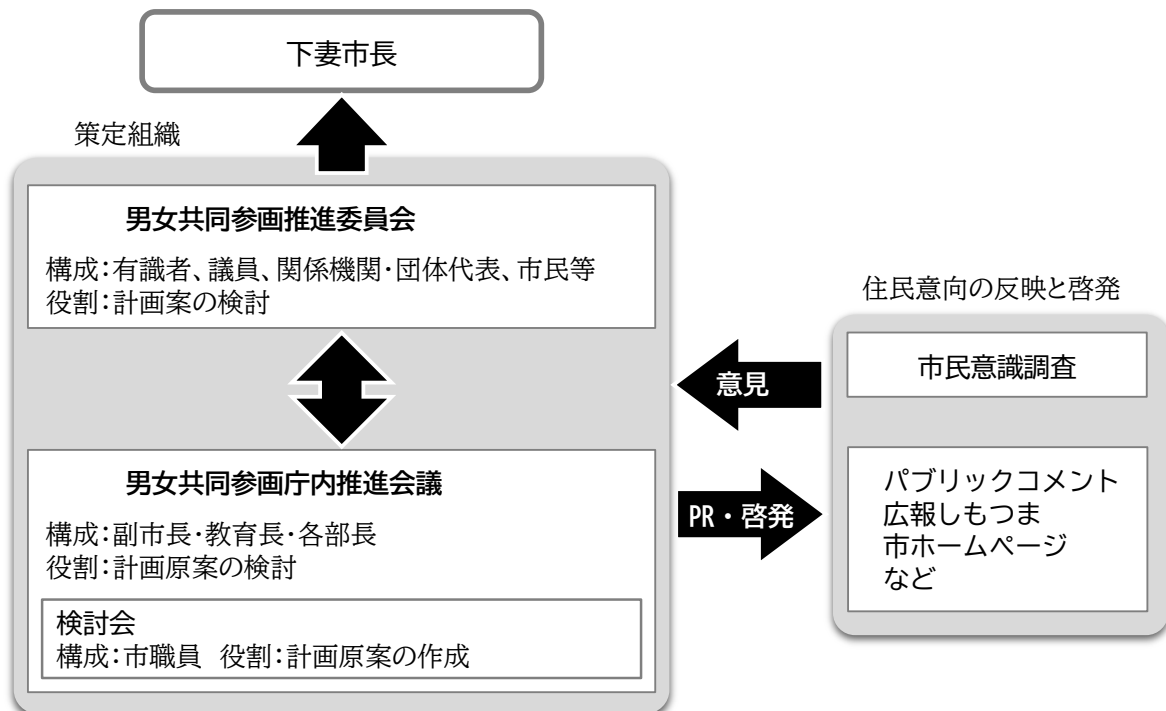 下妻市長
策定組織
男女共同参画推進委員会
構成：有識者、議員、関係機関・団体代表、市民等
役割：計画案の検討
男女共同参画庁内推進会議
構成：副市長・教育長・各部長
役割：計画原案の検討
検討会
構成：市職員　役割：計画原案の作成
意見
PR・啓発
住民意向の反映と啓発
市民意識調査
パブリックコメント
広報しもつま
市ホームページ
など